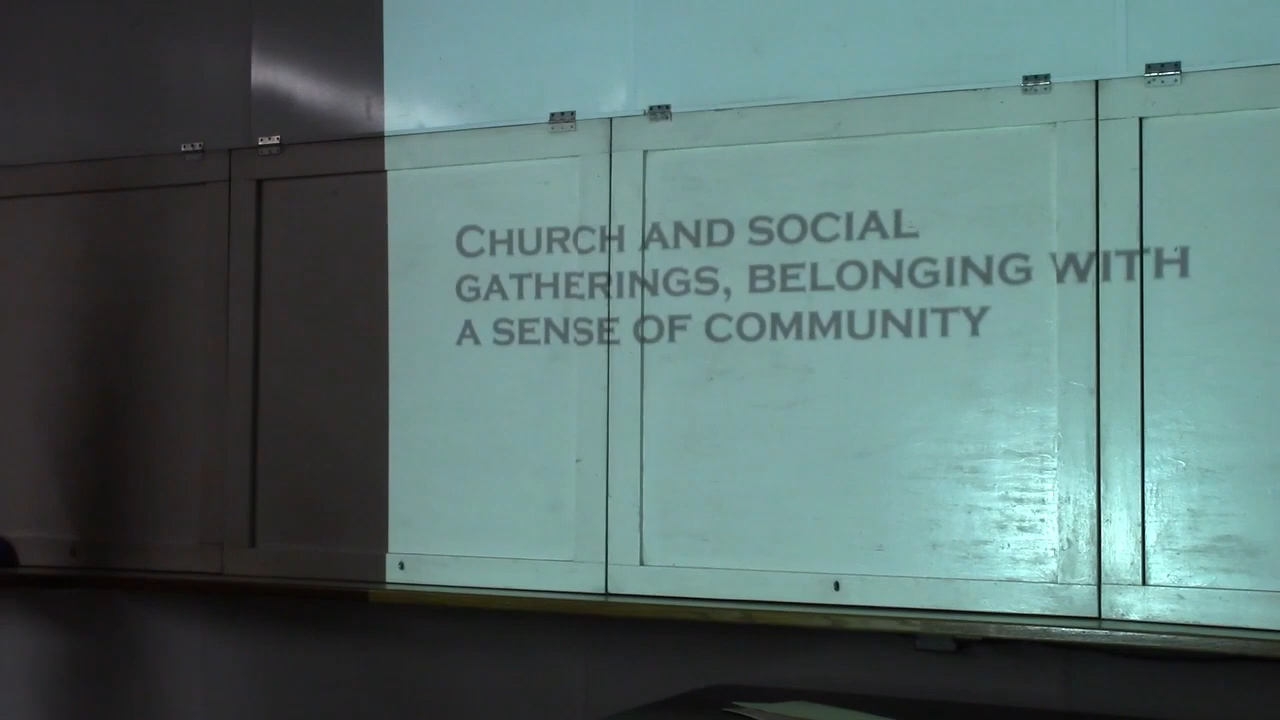 Church and social
gatherings, belonging with
a sense of community